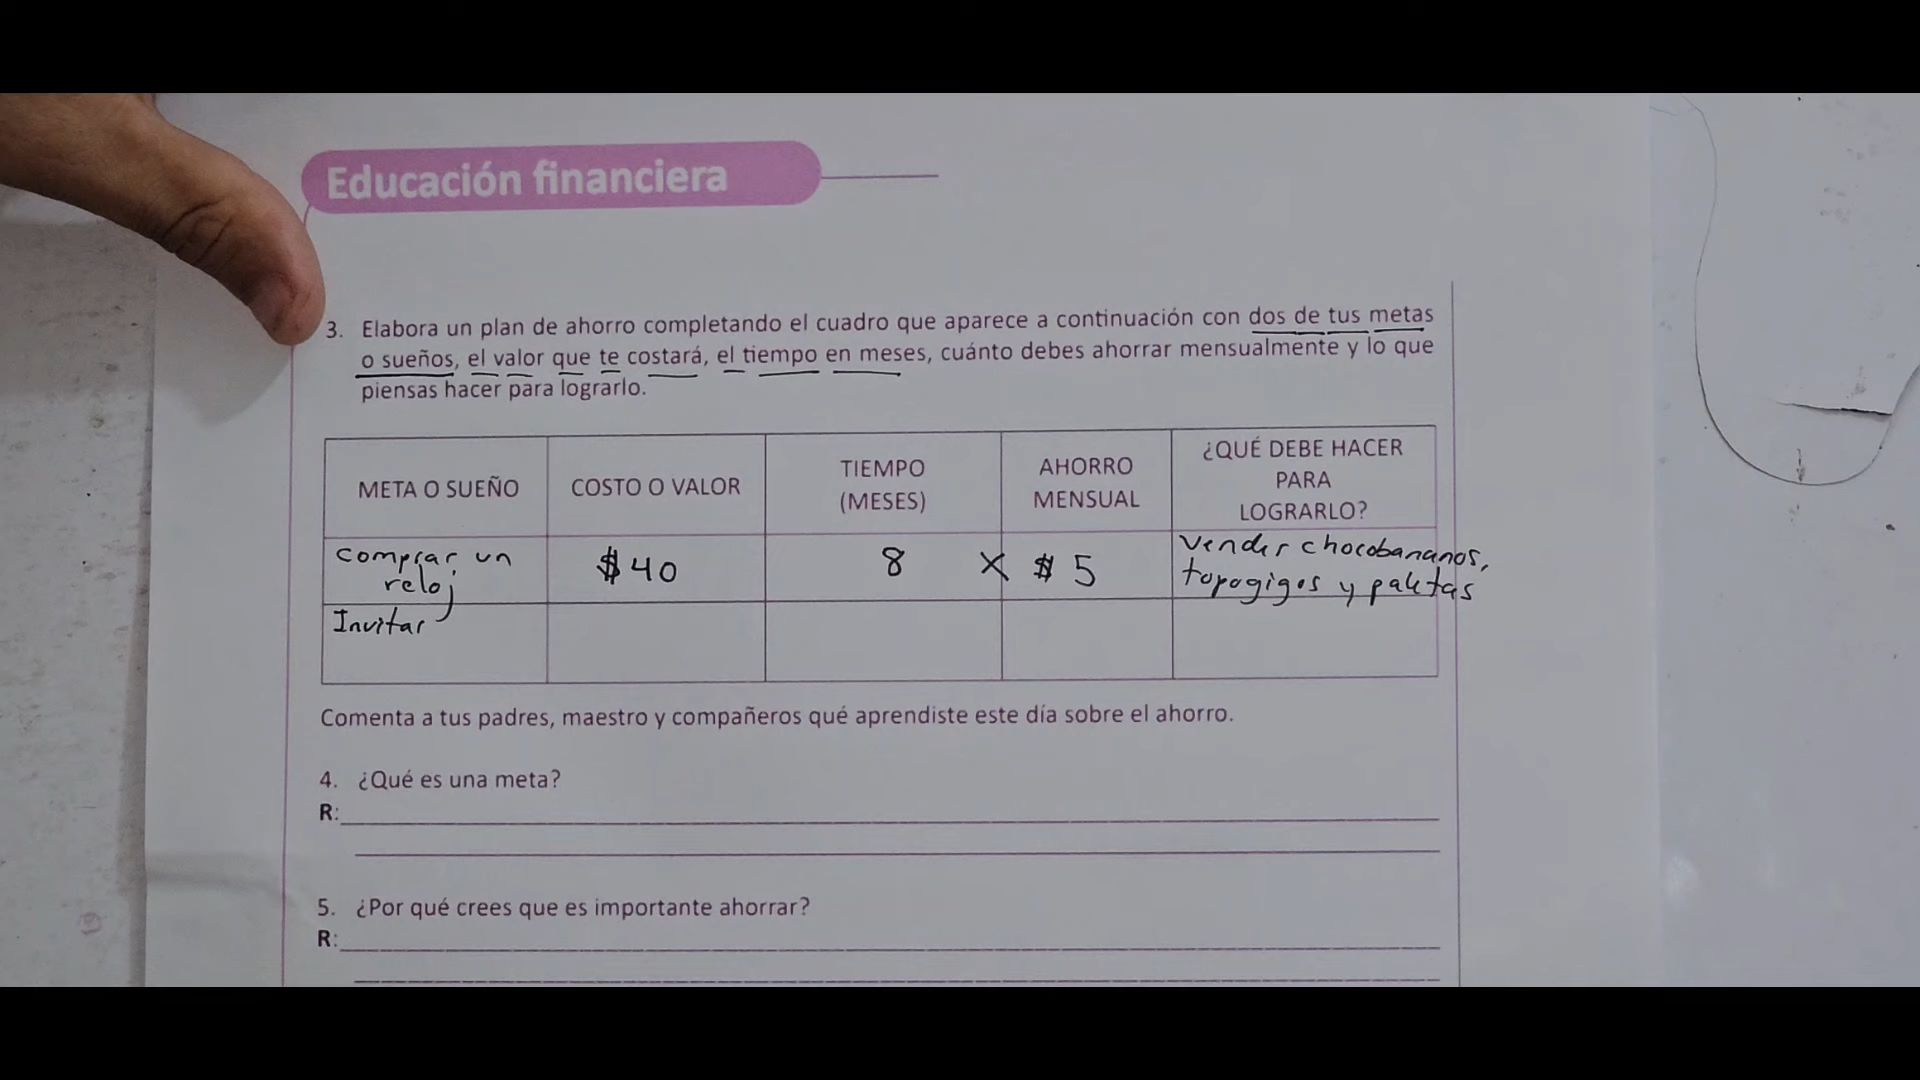 Educación financiera
3. Elabora un plan de ahorro completando el cuadro que aparece a continuación con dos de tus metas
o sueños, el valor que te costará, el tiempo en meses, cuánto debes ahorrar mensualmente y lo que
piensas hacer para lograrlo.
META O SUEÑO
COSTO O VALOR
TIEMPO
(MESES)
AHORRO
MENSUAL
¿QUÉ DEBE HACER
PARA
LOGRARLO?
comprar un
reloj
$40
8
X
$ 5
Vender chocobananos,
topogigos y paletas
Invitar
Comenta a tus padres, maestro y compañeros qué aprendiste este día sobre el ahorro.
4. ¿Qué es una meta?
R:
5. ¿Por qué crees que es importante ahorrar?
R: